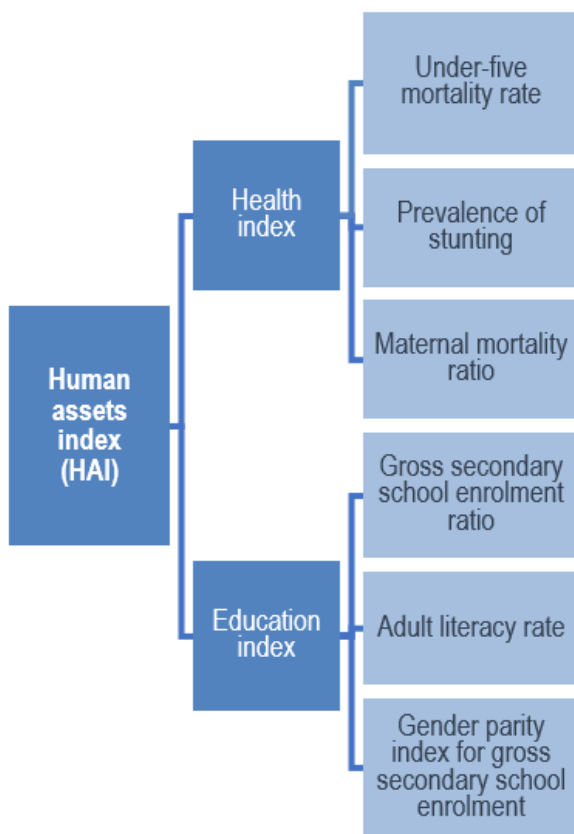 Under-five
mortality rate
Health
index
Prevalence of
stunting
Maternal mortality
ratio
Human
assets
index
(HAI)
Gross secondary
school enrolment
ratio
Education
index
Adult literacy rate
Gender parity
index for gross
secondary school
enrolment